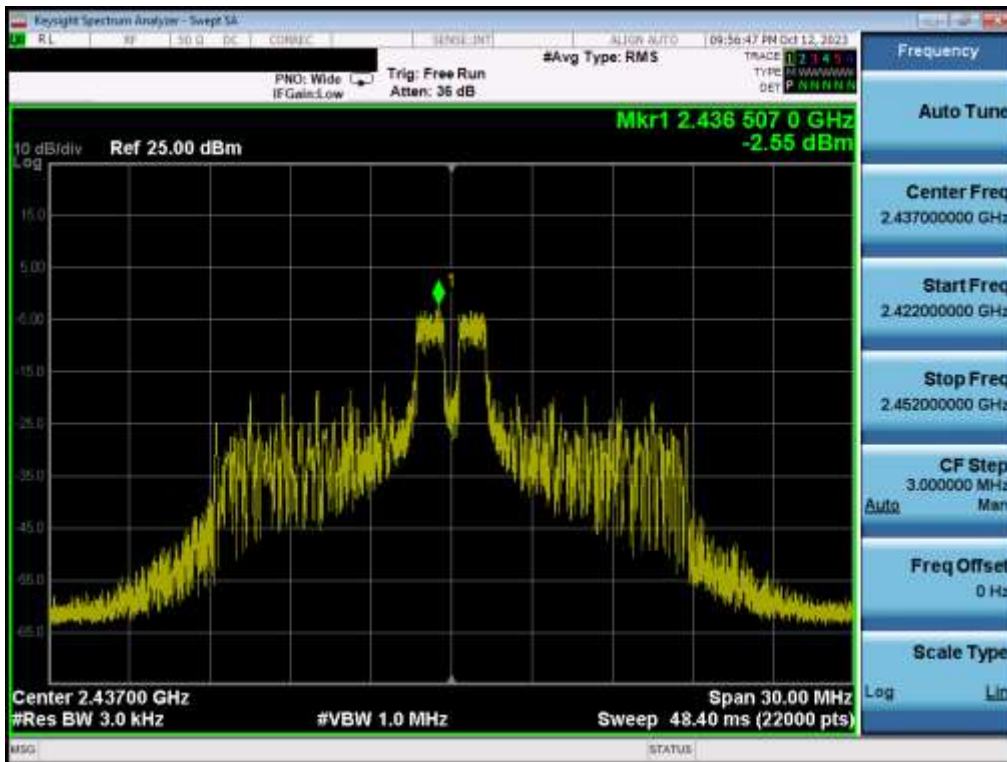 Keysight Spectrum Analyzer - Swept SA
RL RF 50 Ω DC CORREC SENSE:INT ALIGN AUTO 09:56:47 PM Oct 12, 2023
#Avg Type: RMS
TRACE 1 2 3 4 5 6
PNO: Wide Trig: Free Run
TYPE M WWWWW
IFGain:Low Atten: 36 dB
DET P N N N N N
Mkr1 2.436 507 0 GHz
10 dB/div Ref 25.00 dBm -2.55 dBm
Log
15.0
5.00
1
-5.00
-15.0
-25.0
-35.0
-45.0
-55.0
-65.0
Center 2.43700 GHz Span 30.00 MHz
#Res BW 3.0 kHz #VBW 1.0 MHz Sweep 48.40 ms (22000 pts)
MSG STATUS
Frequency
Auto Tune
Center Freq
2.437000000 GHz
Start Freq
2.422000000 GHz
Stop Freq
2.452000000 GHz
CF Step
3.000000 MHz
Auto Man
Freq Offset
0 Hz
Scale Type
Log Lin